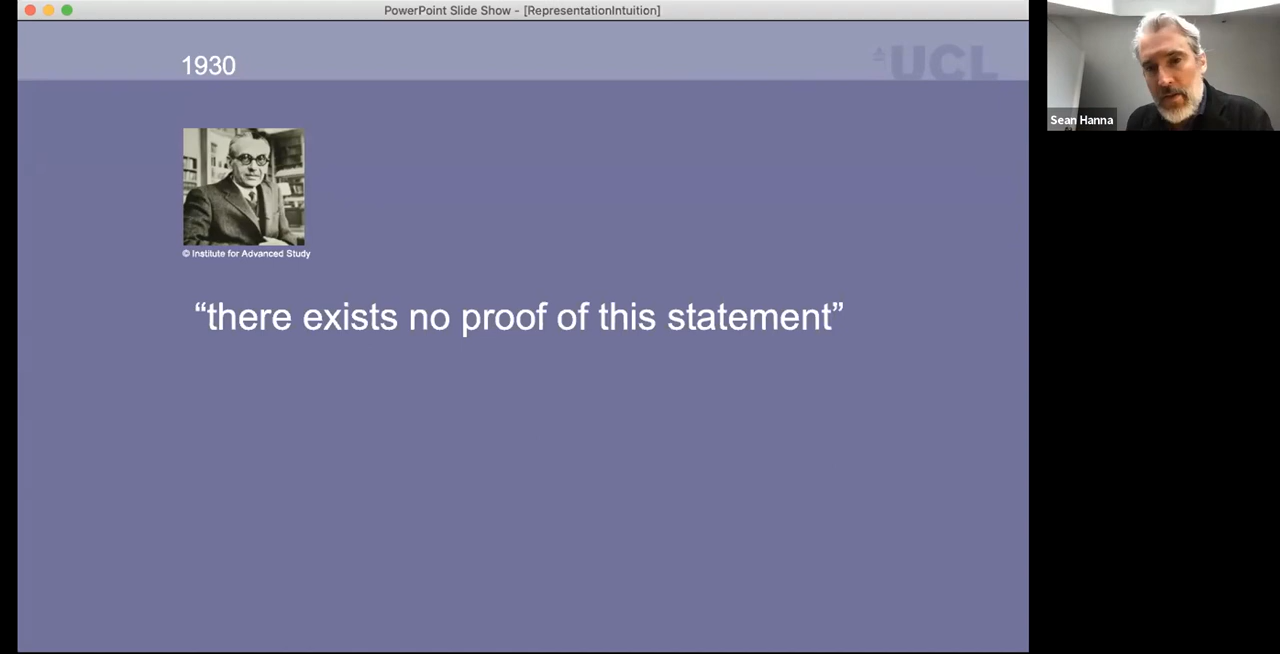 PowerPoint Slide Show - [RepresentationIntuition]
1930
UCL
Sean Hanna
© Institute for Advanced Study
“there exists no proof of this statement”